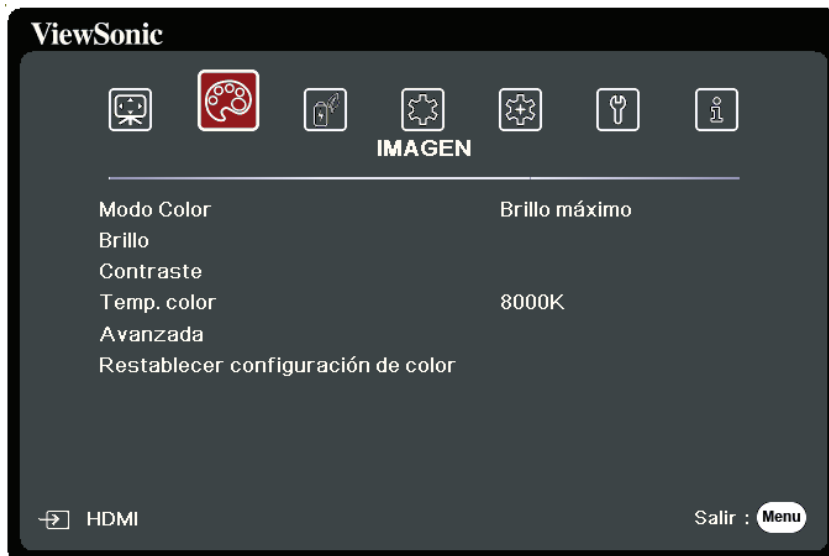 ViewSonic
IMAGEN
Modo Color Brillo máximo
Brillo
Contraste
Temp. color 8000K
Avanzada
Restablecer configuración de color
HDMI Salir : Menu